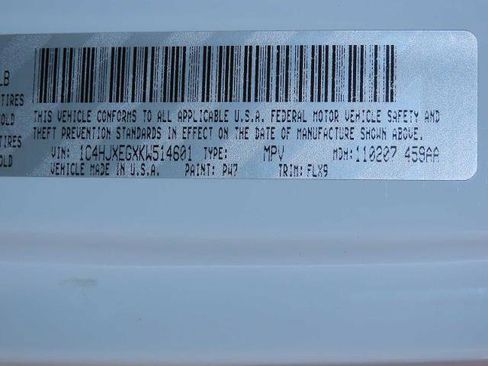 LB
TIRES
OLD
TIRES
OLD
THIS VEHICLE CONFORMS TO ALL APPLICABLE U.S.A. FEDERAL MOTOR VEHICLE SAFETY AND
THEFT PREVENTION STANDARDS IN EFFECT ON THE DATE OF MANUFACTURE SHOWN ABOVE.
VIN: 1C4HJXEGXKW514601 TYPE: MPV MDH: 110207 459AA
VEHICLE MADE IN U.S.A. PAINT: PW7 TRIM: FLX9